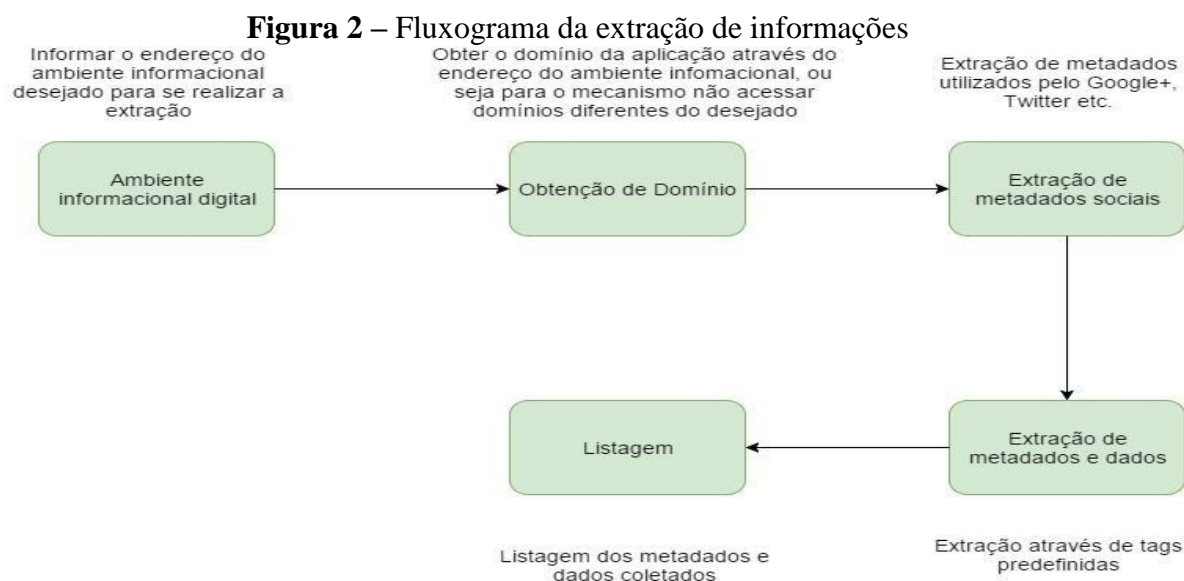 Figura 2 – Fluxograma da extração de informações
Informar o endereço do
ambiente informacional
desejado para se realizar a
extração
Obter o domínio da aplicação através do
endereço do ambiente infomacional, ou
seja para o mecanismo não acessar
domínios diferentes do desejado
Extração de metadados
utilizados pelo Google+,
Twitter etc.
Ambiente
informacional digital
Obtenção de Domínio
Extração de
metadados sociais
Listagem
Extração de
metadados e dados
Listagem dos metadados e
dados coletados
Extração através de tags
predefinidas